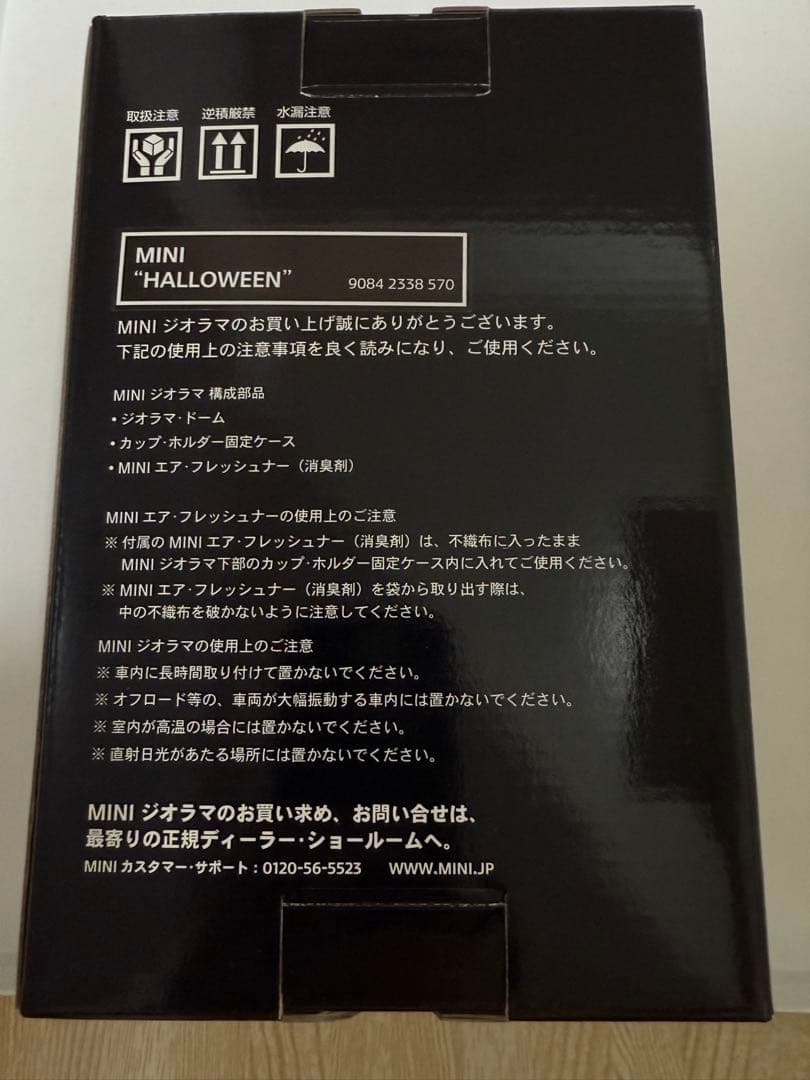 取扱注意 逆積厳禁 水漏注意
MINI
“HALLOWEEN” 9084 2338 570
MINI ジオラマのお買い上げ誠にありがとうございます。
下記の使用上の注意事項を良く読みになり、ご使用ください。
MINI ジオラマ 構成部品
・ジオラマ・ドーム
・カップ・ホルダー固定ケース
・MINI エア・フレッシュナー（消臭剤）
MINI エア・フレッシュナーの使用上のご注意
※ 付属の MINI エア・フレッシュナー（消臭剤）は、不織布に入ったまま
MINI ジオラマ下部のカップ・ホルダー固定ケース内に入れてご使用ください。
※ MINI エア・フレッシュナー（消臭剤）を袋から取り出す際は、
中の不織布を破かないように注意してください。
MINI ジオラマの使用上のご注意
※ 車内に長時間取り付けて置かないでください。
※ オフロード等の、車両が大幅振動する車内には置かないでください。
※ 室内が高温の場合には置かないでください。
※ 直射日光があたる場所には置かないでください。
MINI ジオラマのお買い求め、お問い合せは、
最寄りの正規ディーラー・ショールームへ。
MINI カスタマー・サポート：0120-56-5523 WWW.MINI.JP